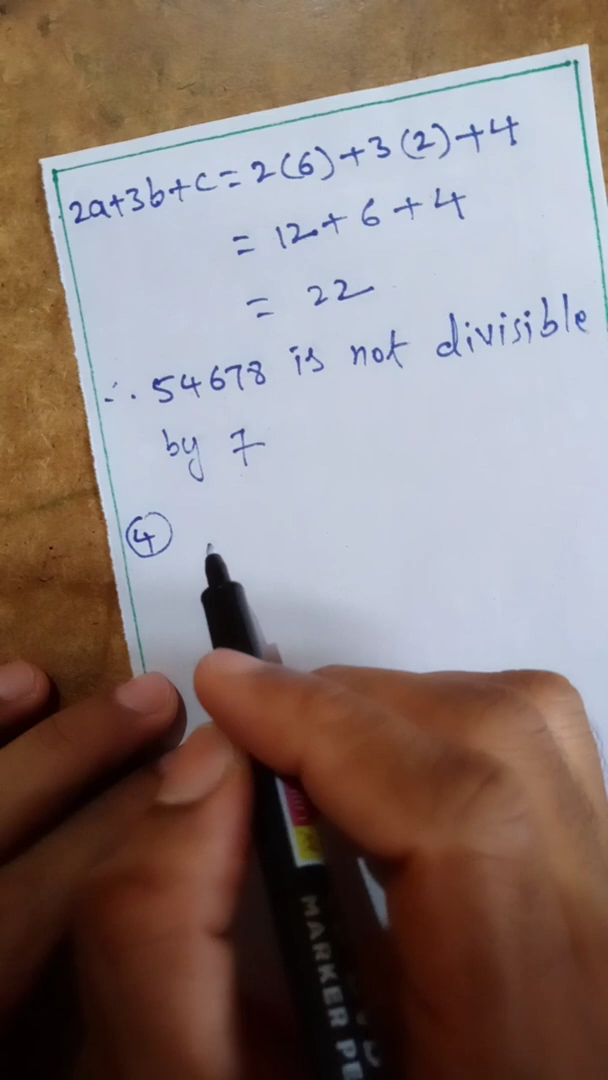 2a+3b+c=2(6)+3(2)+4
= 12+6+4
= 22
∴ 54678 is not divisible
by 7
④
MARKER PE